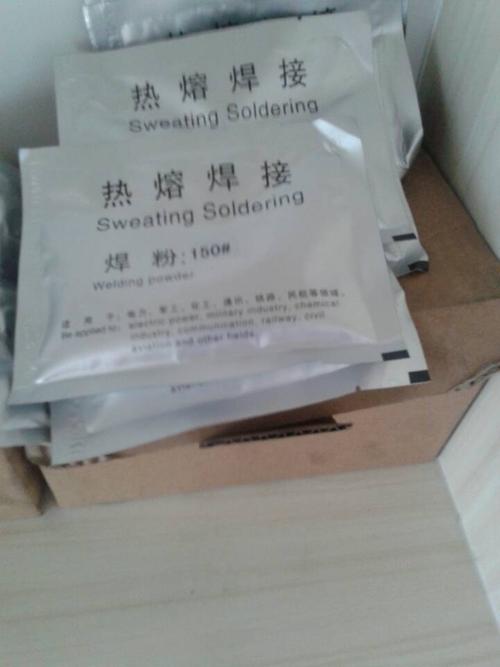 热熔焊接
Sweating Soldering
热熔焊接
Sweating Soldering
焊粉:150#
Welding powder
适用于:电力、军工、化工、通讯、铁路、民航等领域。
Be applied to: electric power, military industry, chemical
industry, communication, railway, civil
aviation and other fields.